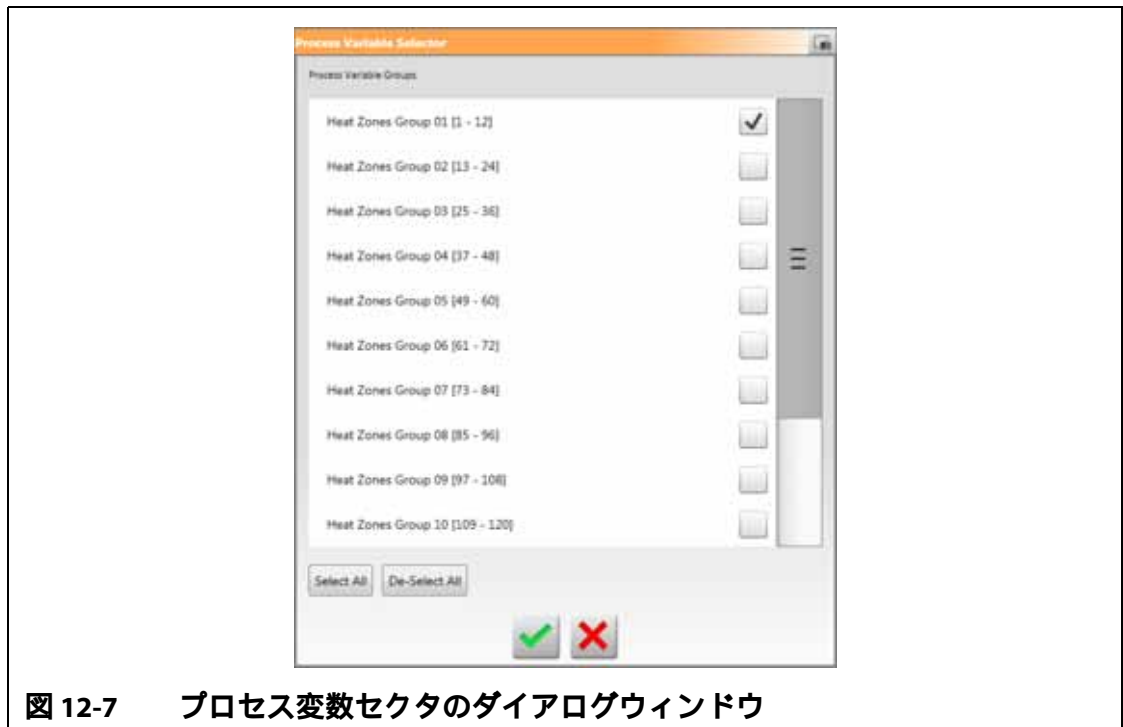 Process Variable Selector
Process Variable Groups
Heat Zones Group 01 [1 - 12]
Heat Zones Group 02 [13 - 24]
Heat Zones Group 03 [25 - 36]
Heat Zones Group 04 [37 - 48]
Heat Zones Group 05 [49 - 60]
Heat Zones Group 06 [61 - 72]
Heat Zones Group 07 [73 - 84]
Heat Zones Group 08 [85 - 96]
Heat Zones Group 09 [97 - 108]
Heat Zones Group 10 [109 - 120]
Select All De-Select All
図 12-7 プロセス変数セクタのダイアログウィンドウ